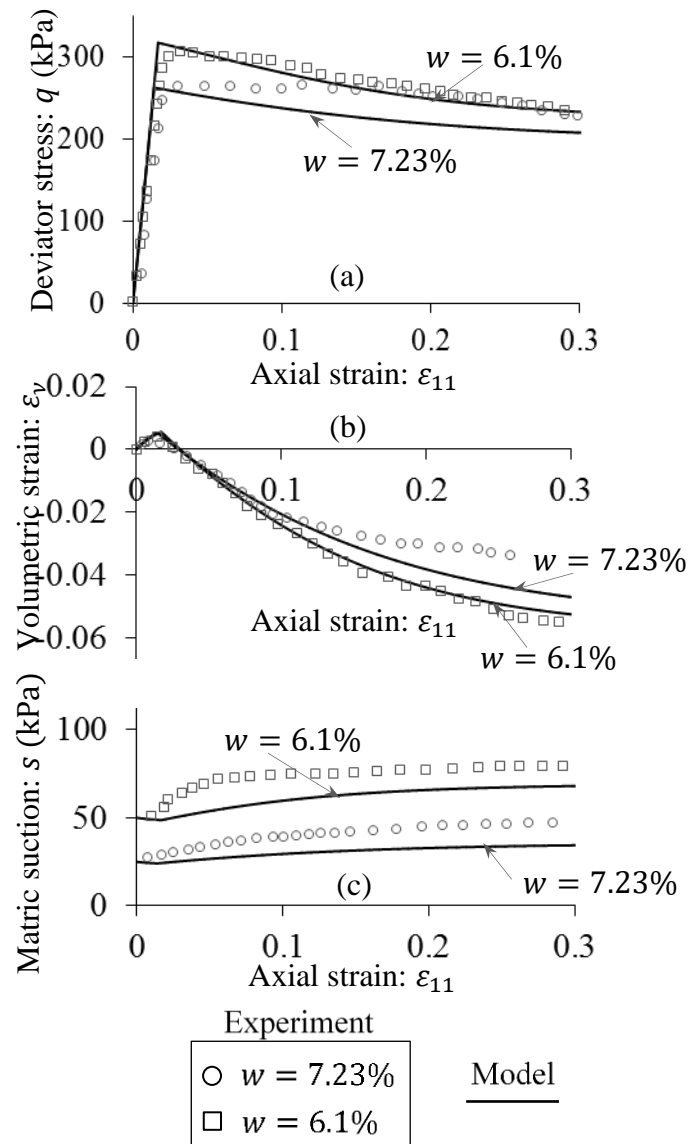 Deviator stress: q (kPa)
300
200
100
0
w = 6.1%
w = 7.23%
(a)
0 0.1 0.2 0.3
Axial strain: ε₁₁
Volumetric strain: εᵥ
-0.02
0
-0.02
-0.04
-0.06
(b)
0 0.1 0.2 0.3
w = 7.23%
Axial strain: ε₁₁
w = 6.1%
Matric suction: s (kPa)
100
50
0
w = 6.1%
w = 7.23%
(c)
0 0.1 0.2 0.3
Axial strain: ε₁₁
Experiment
w = 7.23%
w = 6.1%
Model